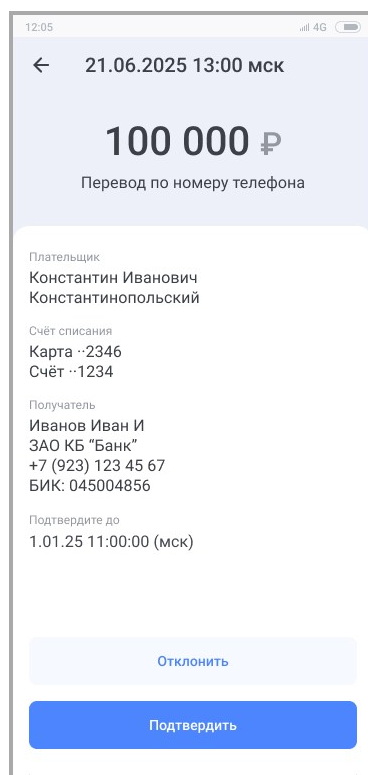 12:05 4G
21.06.2025 13:00 мск
100 000 ₽
Перевод по номеру телефона
Плательщик
Константин Иванович
Константинопольский
Счёт списания
Карта ··2346
Счёт ··1234
Получатель
Иванов Иван И
ЗАО КБ “Банк”
+7 (923) 123 45 67
БИК: 045004856
Подтвердите до
1.01.25 11:00:00 (мск)
Отклонить
Подтвердить